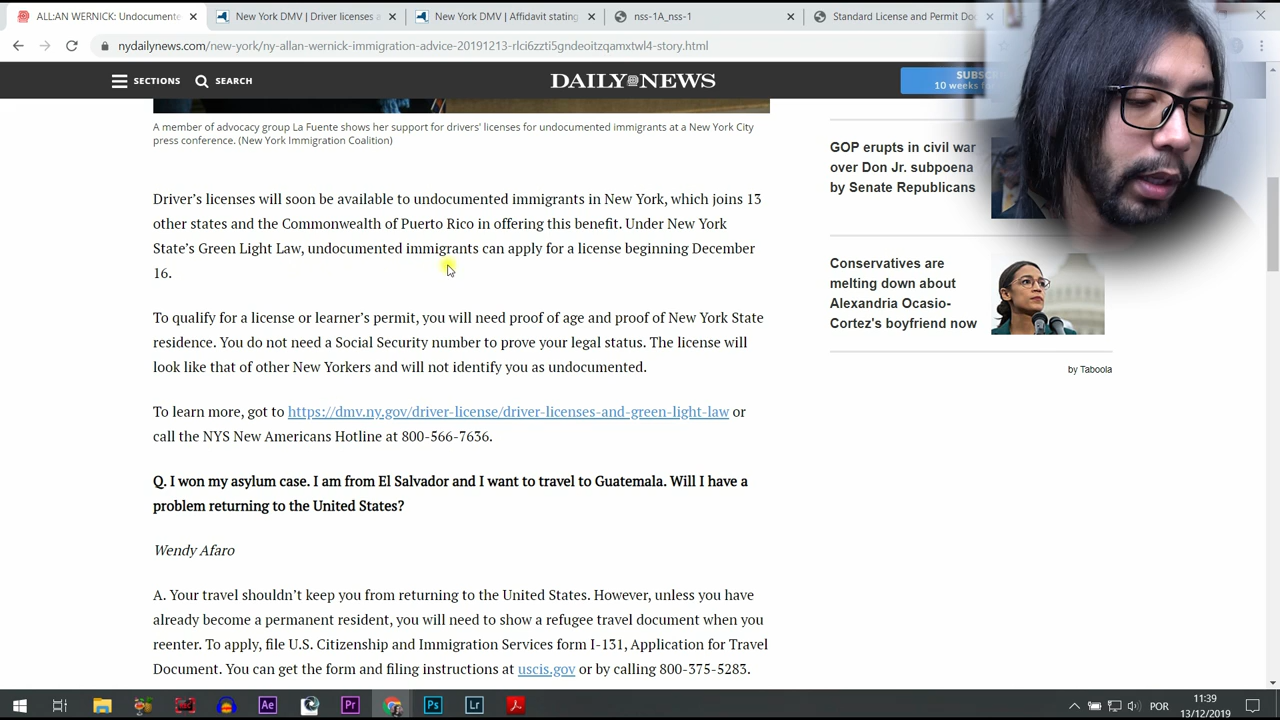 ALL:AN WERNICK: Undocumente
New York DMV | Driver licenses a
New York DMV | Affidavit stating
nss-1A_nss-1
Standard License and Permit Do
nydailynews.com/new-york/ny-allan-wernick-immigration-advice-20191213-rlci6zzti5gndeoitzqamxtwl4-story.html
SECTIONS
SEARCH
DAILY NEWS
SUBSC
10 weeks f
A member of advocacy group La Fuente shows her support for drivers' licenses for undocumented immigrants at a New York City
press conference. (New York Immigration Coalition)
Driver’s licenses will soon be available to undocumented immigrants in New York, which joins 13
other states and the Commonwealth of Puerto Rico in offering this benefit. Under New York
State’s Green Light Law, undocumented immigrants can apply for a license beginning December
16.
To qualify for a license or learner’s permit, you will need proof of age and proof of New York State
residence. You do not need a Social Security number to prove your legal status. The license will
look like that of other New Yorkers and will not identify you as undocumented.
To learn more, got to https://dmv.ny.gov/driver-license/driver-licenses-and-green-light-law or
call the NYS New Americans Hotline at 800-566-7636.
Q. I won my asylum case. I am from El Salvador and I want to travel to Guatemala. Will I have a
problem returning to the United States?
Wendy Afaro
A. Your travel shouldn’t keep you from returning to the United States. However, unless you have
already become a permanent resident, you will need to show a refugee travel document when you
reenter. To apply, file U.S. Citizenship and Immigration Services form I-131, Application for Travel
Document. You can get the form and filing instructions at uscis.gov or by calling 800-375-5283.
GOP erupts in civil war
over Don Jr. subpoena
by Senate Republicans
Conservatives are
melting down about
Alexandria Ocasio-
Cortez's boyfriend now
by Taboola
Ae
Pr
Ps
Lr
POR
11:39
13/12/2019